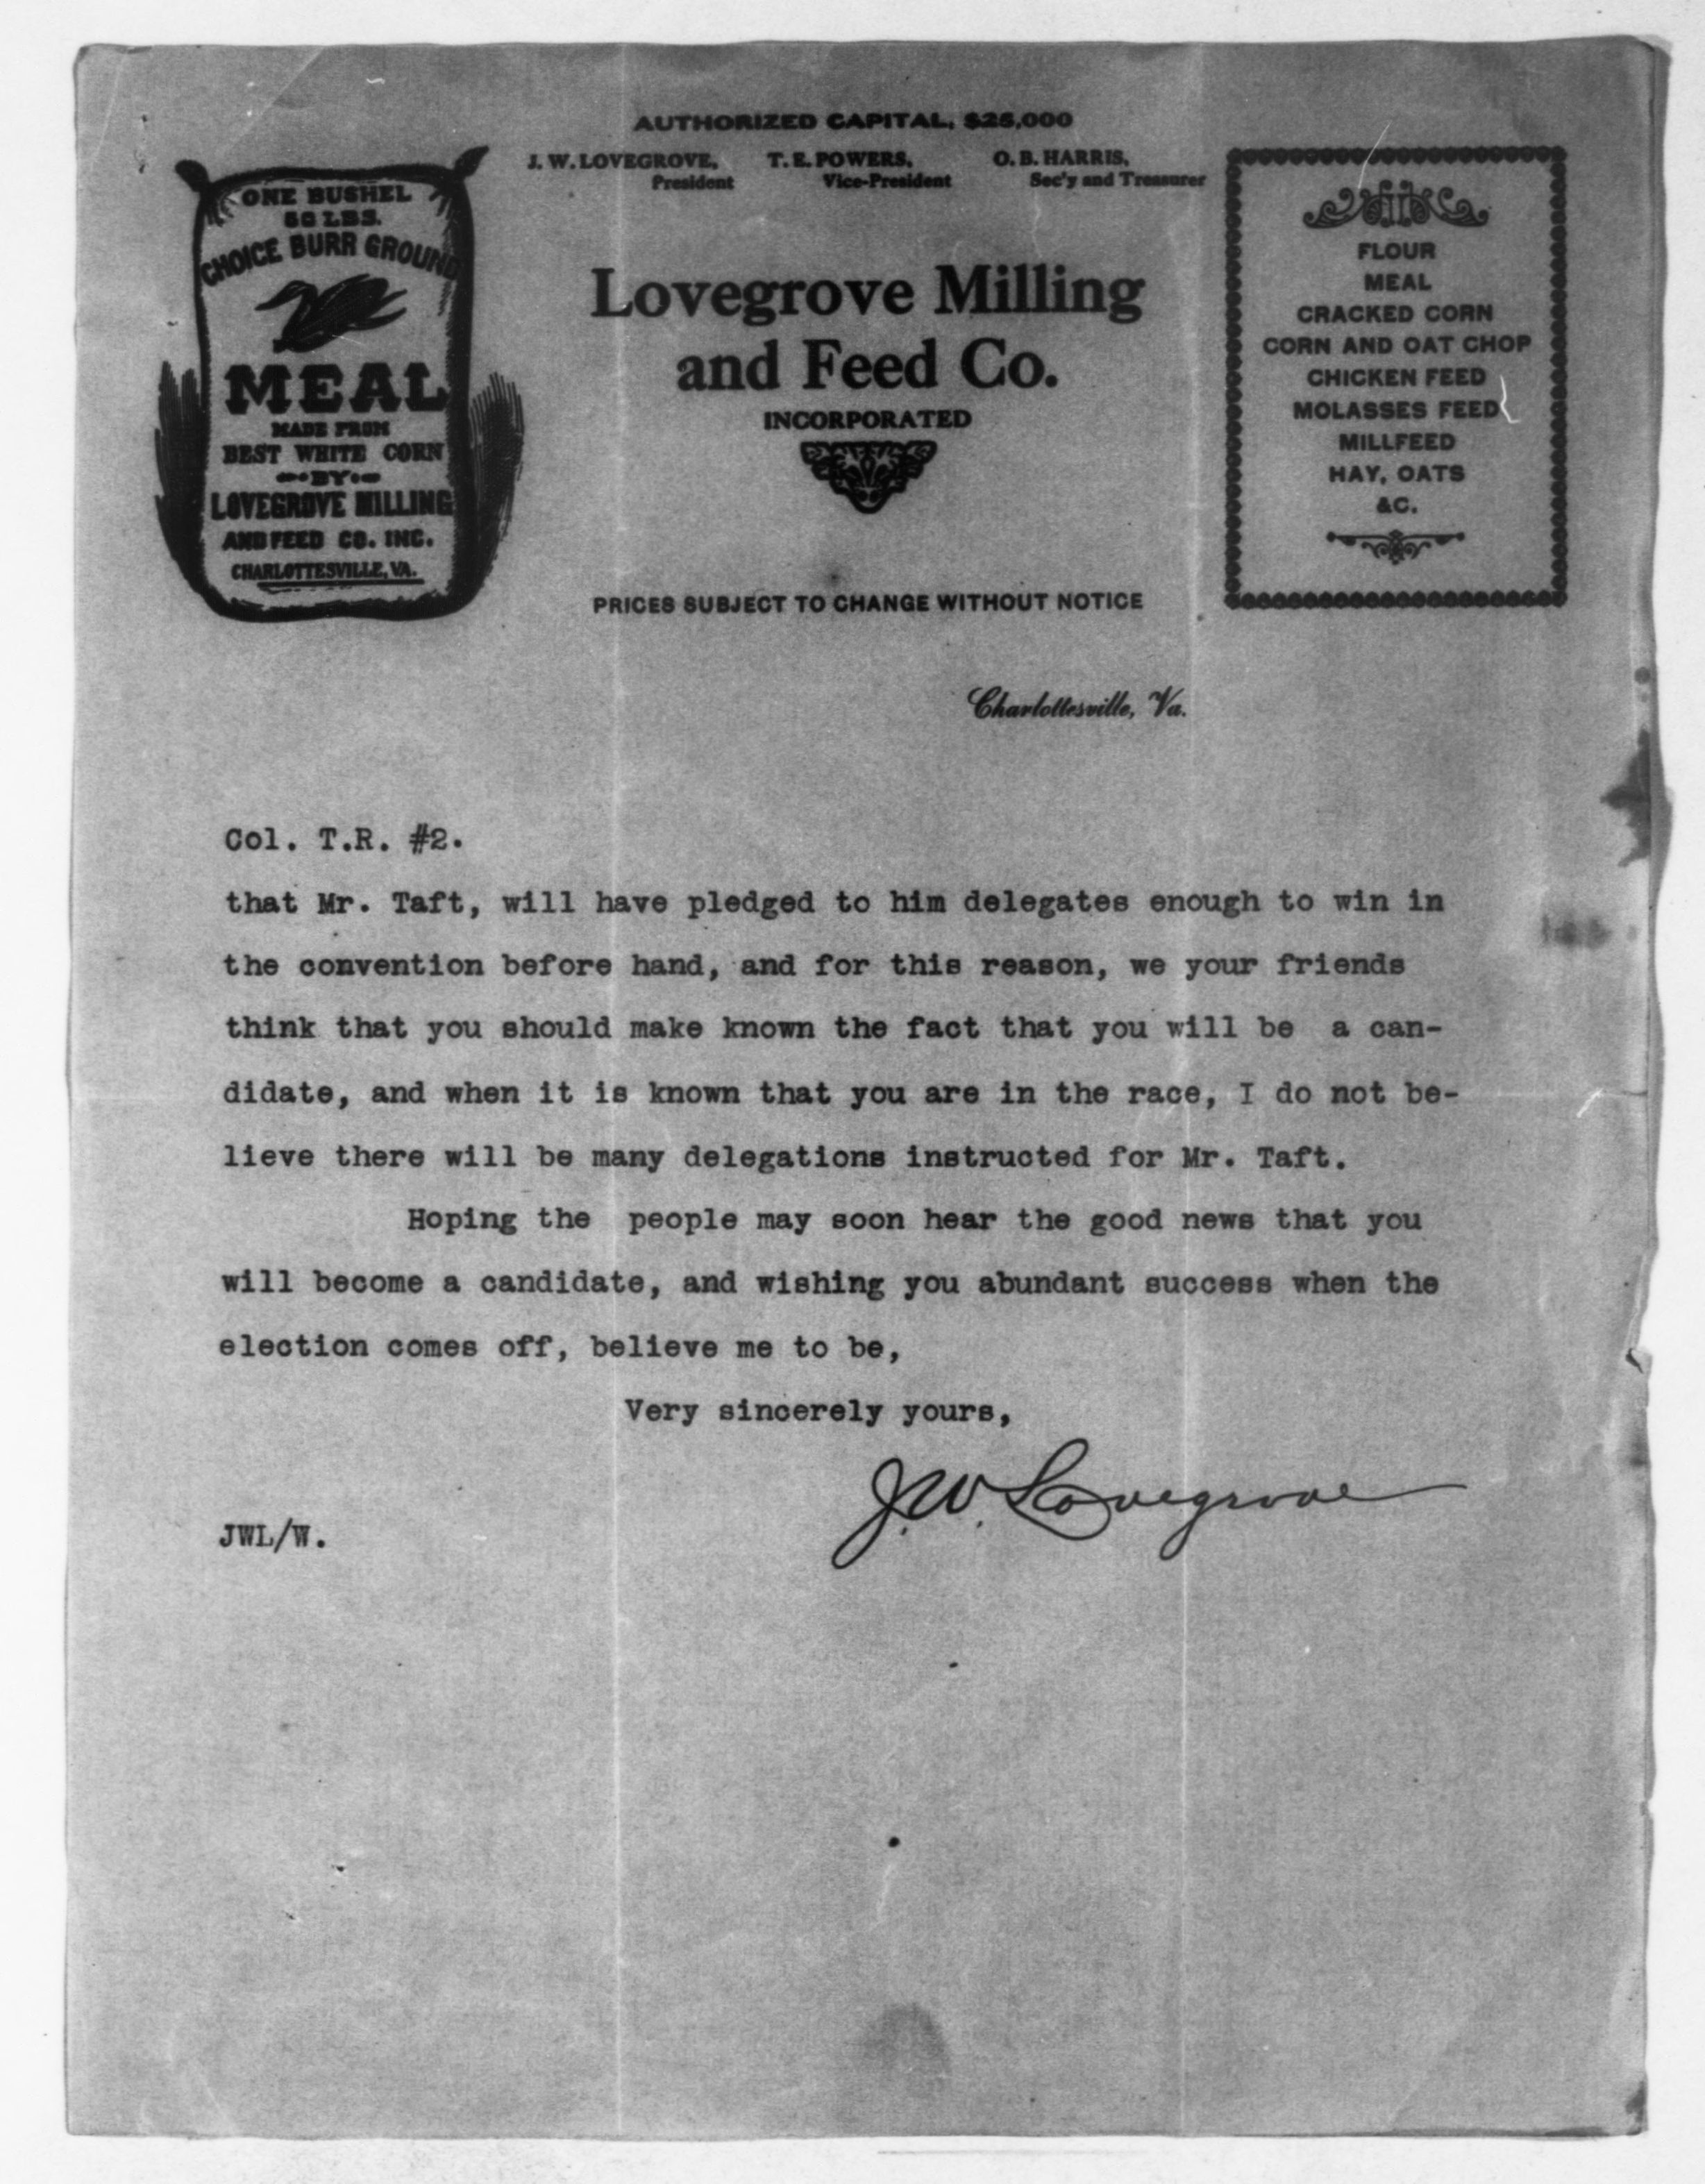 AUTHORIZED CAPITAL, $25,000
J. W. LOVEGROVE, T. E. POWERS, O. B. HARRIS,
President Vice-President Sec'y and Treasurer
ONE BUSHEL
56 LBS.
CHOICE BURR GROUND
MEAL
MADE FROM
BEST WHITE CORN
BY
LOVEGROVE MILLING
AND FEED CO. INC.
CHARLOTTESVILLE, VA.
Lovegrove Milling
and Feed Co.
INCORPORATED
PRICES SUBJECT TO CHANGE WITHOUT NOTICE
FLOUR
MEAL
CRACKED CORN
CORN AND OAT CHOP
CHICKEN FEED
MOLASSES FEED
MILLFEED
HAY, OATS
&C.
Charlottesville, Va.
Col. T.R. #2.
that Mr. Taft, will have pledged to him delegates enough to win in
the convention before hand, and for this reason, we your friends
think that you should make known the fact that you will be a can-
didate, and when it is known that you are in the race, I do not be-
lieve there will be many delegations instructed for Mr. Taft.
Hoping the people may soon hear the good news that you
will become a candidate, and wishing you abundant success when the
election comes off, believe me to be,
Very sincerely yours,
J.W. Lovegrove
JWL/W.